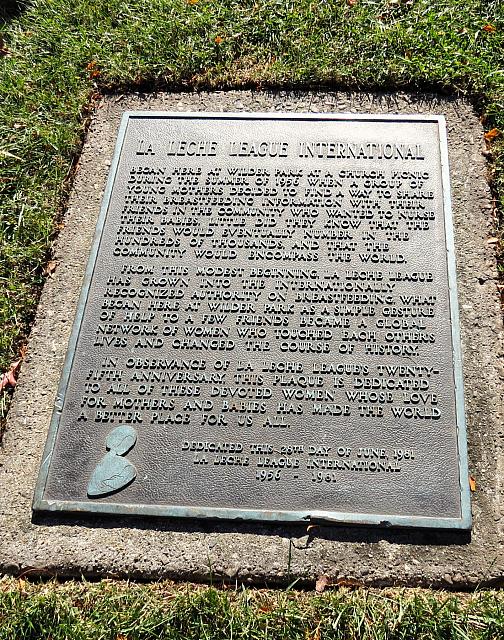 LA LECHE LEAGUE INTERNATIONAL
BEGAN HERE AT WILDER PARK AT A CHURCH PICNIC
DURING THE SUMMER OF 1956 WHEN A GROUP OF
YOUNG MOTHERS DECIDED TO FIND A WAY TO SHARE
THEIR BREASTFEEDING INFORMATION WITH THEIR
FRIENDS IN THE COMMUNITY WHO WANTED TO NURSE
THEIR BABIES. LITTLE DID THEY KNOW THAT THE
FRIENDS WOULD EVENTUALLY NUMBER IN THE
HUNDREDS OF THOUSANDS AND THAT THE
COMMUNITY WOULD ENCOMPASS THE WORLD.
FROM THIS MODEST BEGINNING, LA LECHE LEAGUE
HAS GROWN INTO THE INTERNATIONALLY
RECOGNIZED AUTHORITY ON BREASTFEEDING. WHAT
BEGAN HERE AT WILDER PARK AS A SIMPLE GESTURE
OF HELP TO A FEW FRIENDS BECAME A GLOBAL
NETWORK OF WOMEN WHO TOUCHED EACH OTHERS
LIVES AND CHANGED THE COURSE OF HISTORY.
IN OBSERVANCE OF LA LECHE LEAGUE'S TWENTY-
FIFTH ANNIVERSARY THIS PLAQUE IS DEDICATED
TO ALL OF THESE DEVOTED WOMEN WHOSE LOVE
FOR MOTHERS AND BABIES HAS MADE THE WORLD
A BETTER PLACE FOR US ALL.
DEDICATED THIS 28TH DAY OF JUNE, 1981
LA LECHE LEAGUE INTERNATIONAL
1956 - 1981